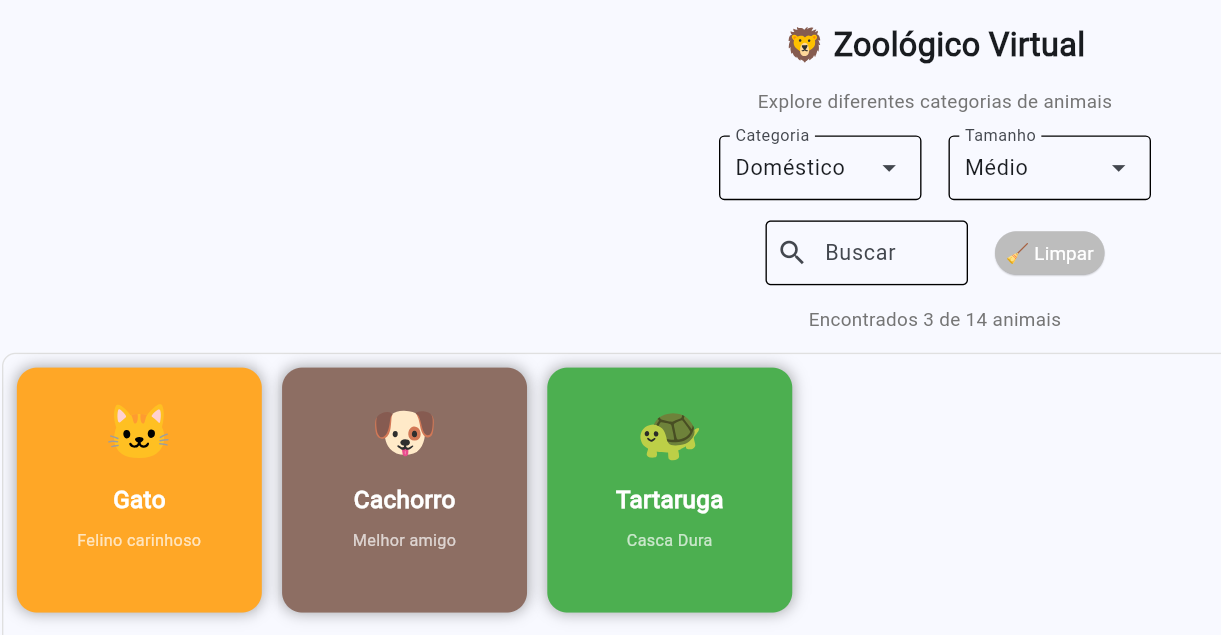 Zoológico Virtual
Explore diferentes categorias de animais
Categoria
Doméstico
Tamanho
Médio
Buscar
Limpar
Encontrados 3 de 14 animais
Gato
Felino carinhoso
Cachorro
Melhor amigo
Tartaruga
Casca Dura